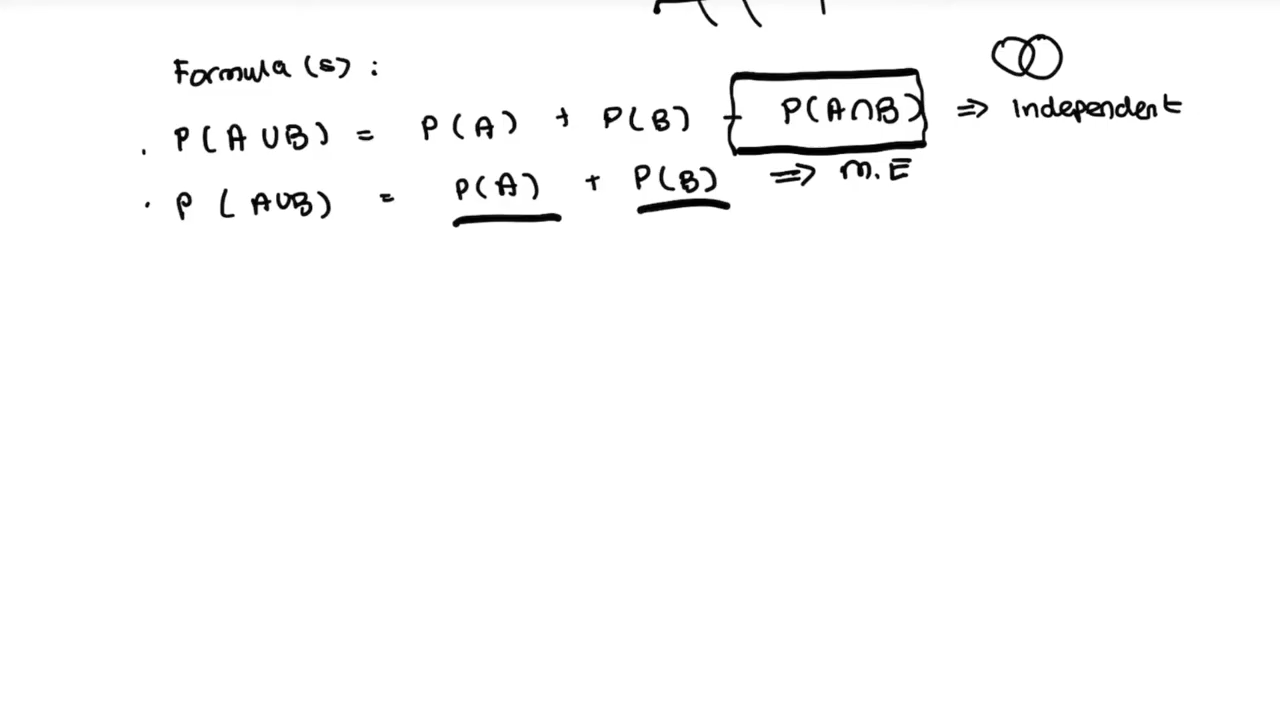 Formula (s) :
. P(A ∪ B) = P(A) + P(B) - P(A∩B) ⇒ independent
. P (A∪B) = P(A) + P(B) ⇒ M.E